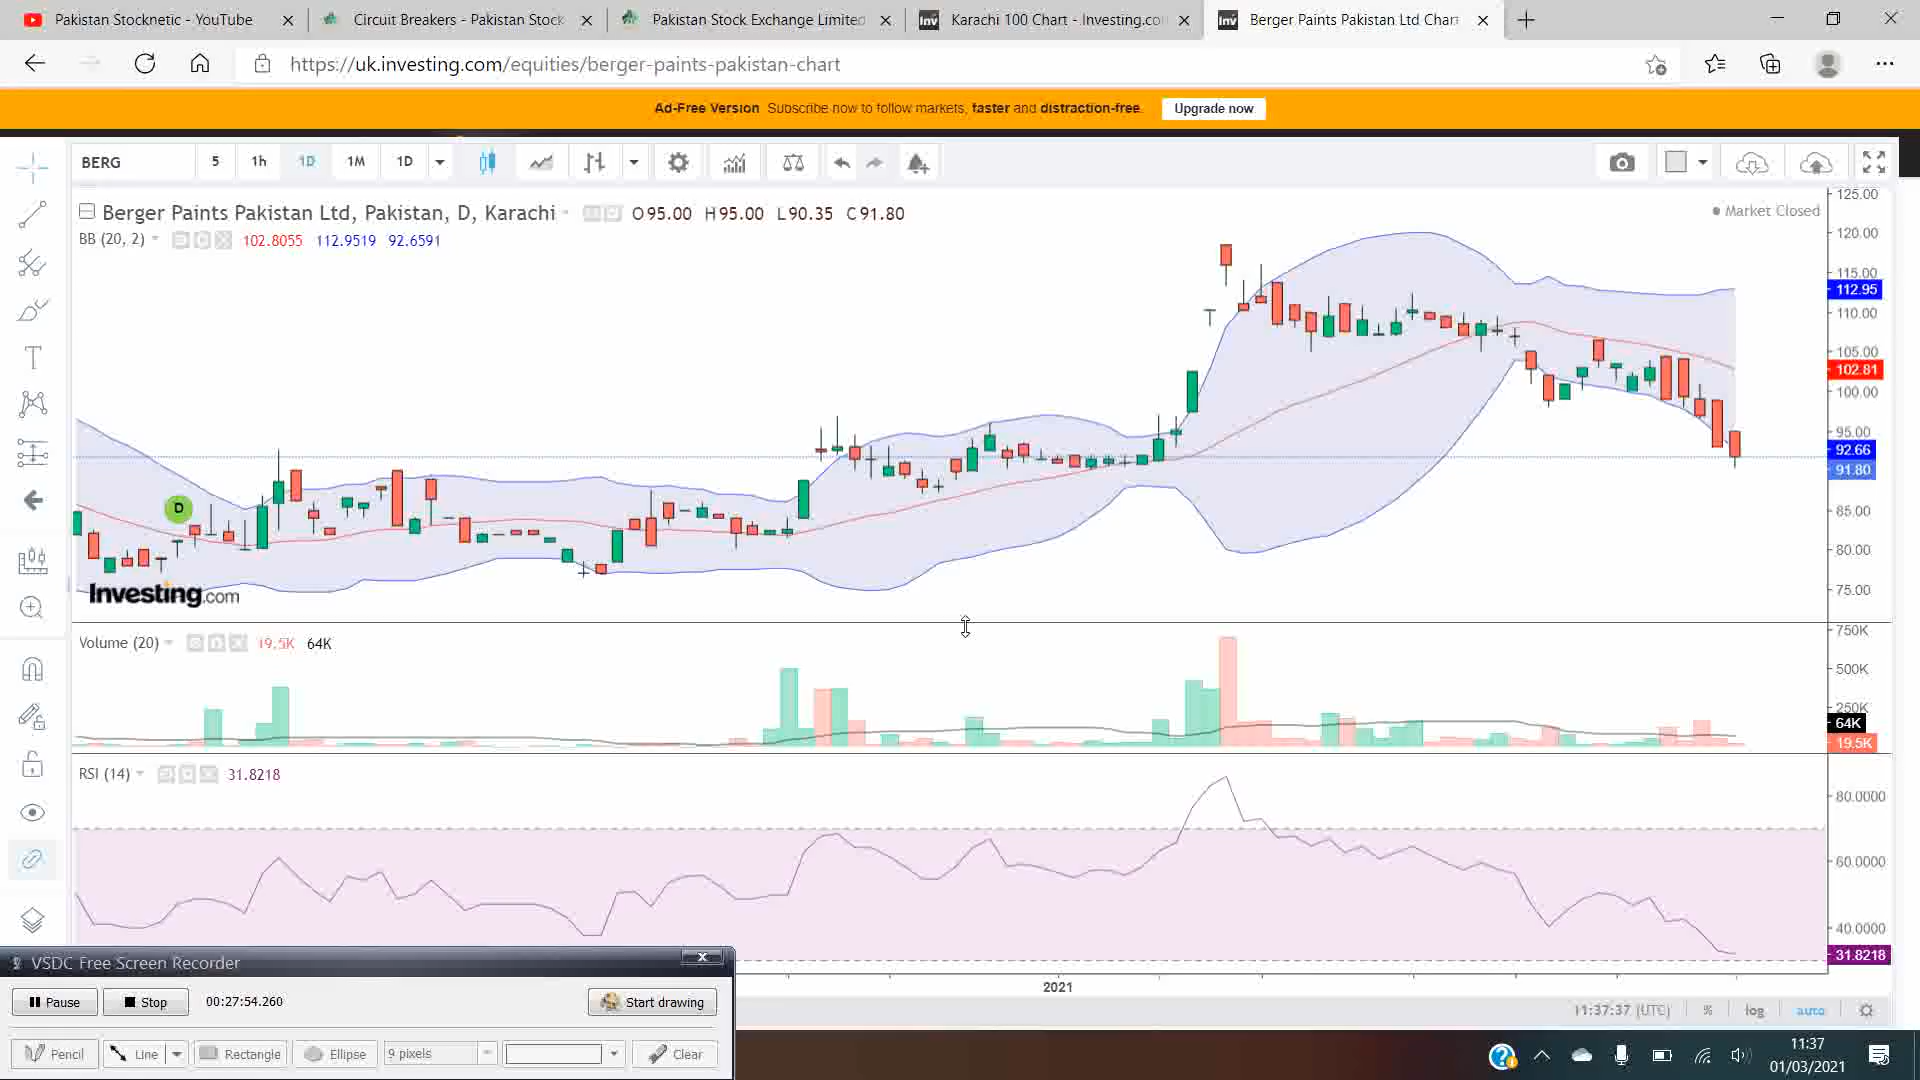 Pakistan Stocknetic - YouTube
Circuit Breakers - Pakistan Stock
Pakistan Stock Exchange Limited
Karachi 100 Chart - Investing.co
Berger Paints Pakistan Ltd Char
https://uk.investing.com/equities/berger-paints-pakistan-chart
Ad-Free Version Subscribe now to follow markets, faster and distraction-free. Upgrade now
BERG 5 1h 1D 1M 1D
Berger Paints Pakistan Ltd, Pakistan, D, Karachi O95.00 H95.00 L90.35 C91.80
Market Closed
BB (20, 2) 102.8055 112.9519 92.6591
125.00
120.00
115.00
112.95
110.00
105.00
102.81
100.00
95.00
92.66
91.80
85.00
80.00
75.00
D
Investing.com
Volume (20) 19.5K 64K
750K
500K
250K
64K
19.5K
RSI (14) 31.8218
80.0000
60.0000
40.0000
31.8218
2021
11:37:37 (UTC) % log auto
VSDC Free Screen Recorder
Pause Stop 00:27:54.260 Start drawing
Pencil Line Rectangle Ellipse 9 pixels Clear
11:37
01/03/2021